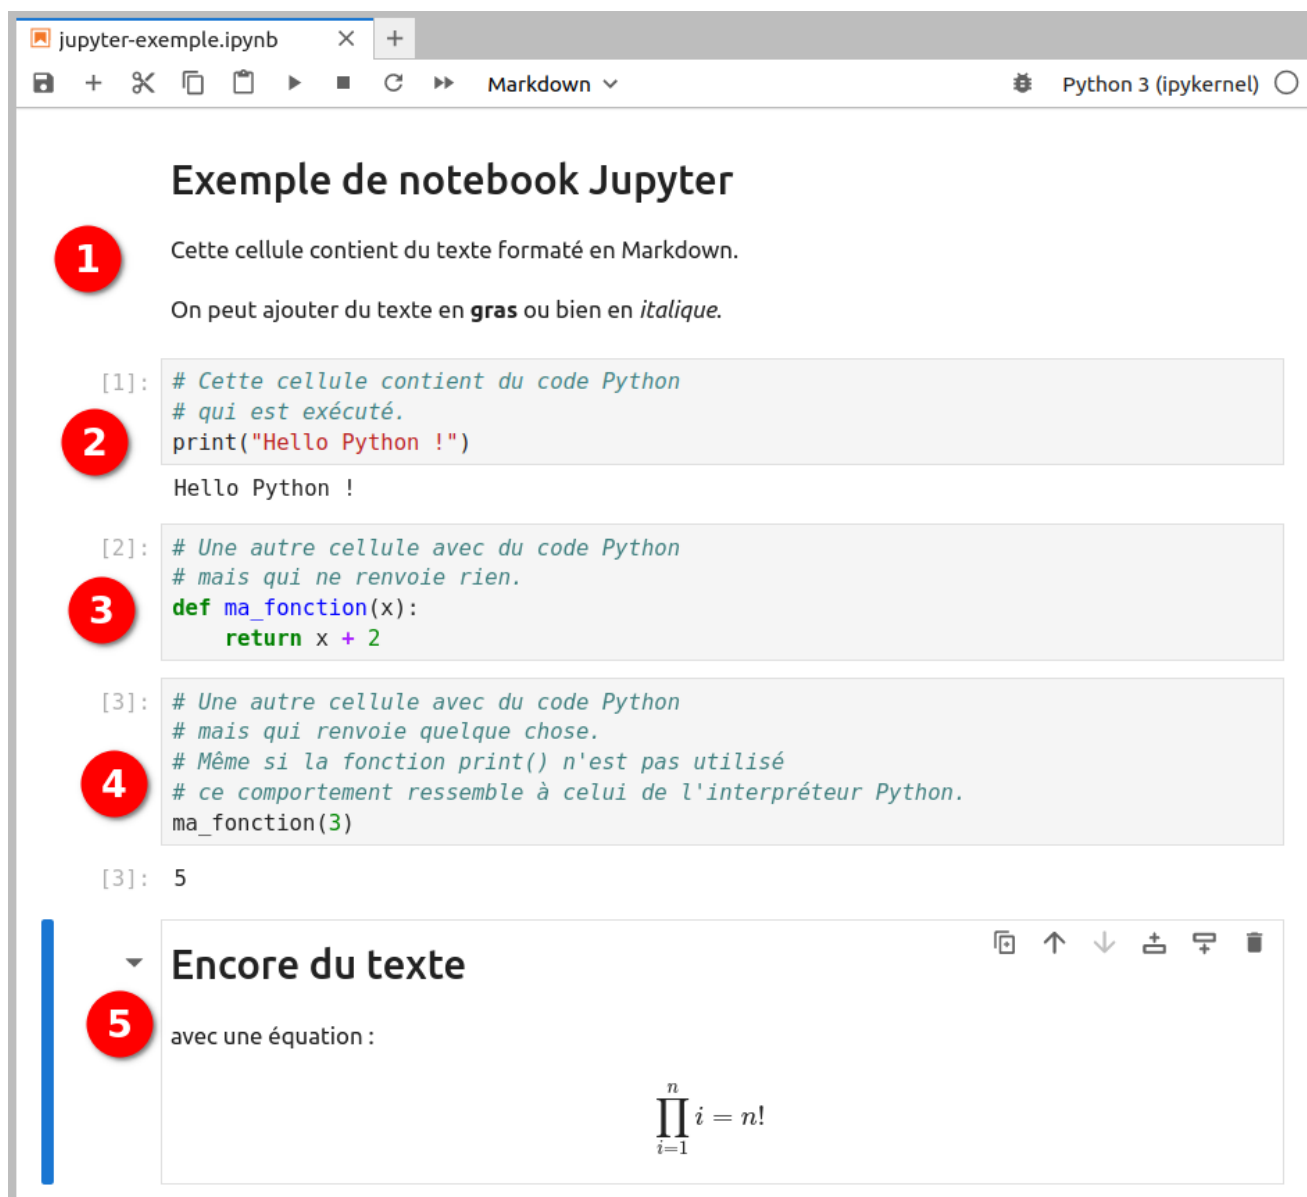 jupyter-exemple.ipynb
Markdown
Python 3 (ipykernel)
Exemple de notebook Jupyter
1
Cette cellule contient du texte formaté en Markdown.
On peut ajouter du texte en gras ou bien en italique.
[1]: # Cette cellule contient du code Python
# qui est exécuté.
2
print("Hello Python !")
Hello Python !
[2]: # Une autre cellule avec du code Python
# mais qui ne renvoie rien.
3
def ma_fonction(x):
    return x + 2
[3]: # Une autre cellule avec du code Python
# mais qui renvoie quelque chose.
# Même si la fonction print() n'est pas utilisé
4
# ce comportement ressemble à celui de l'interpréteur Python.
ma_fonction(3)
[3]: 5
Encore du texte
5
avec une équation :
n
∏ i = n!
i=1